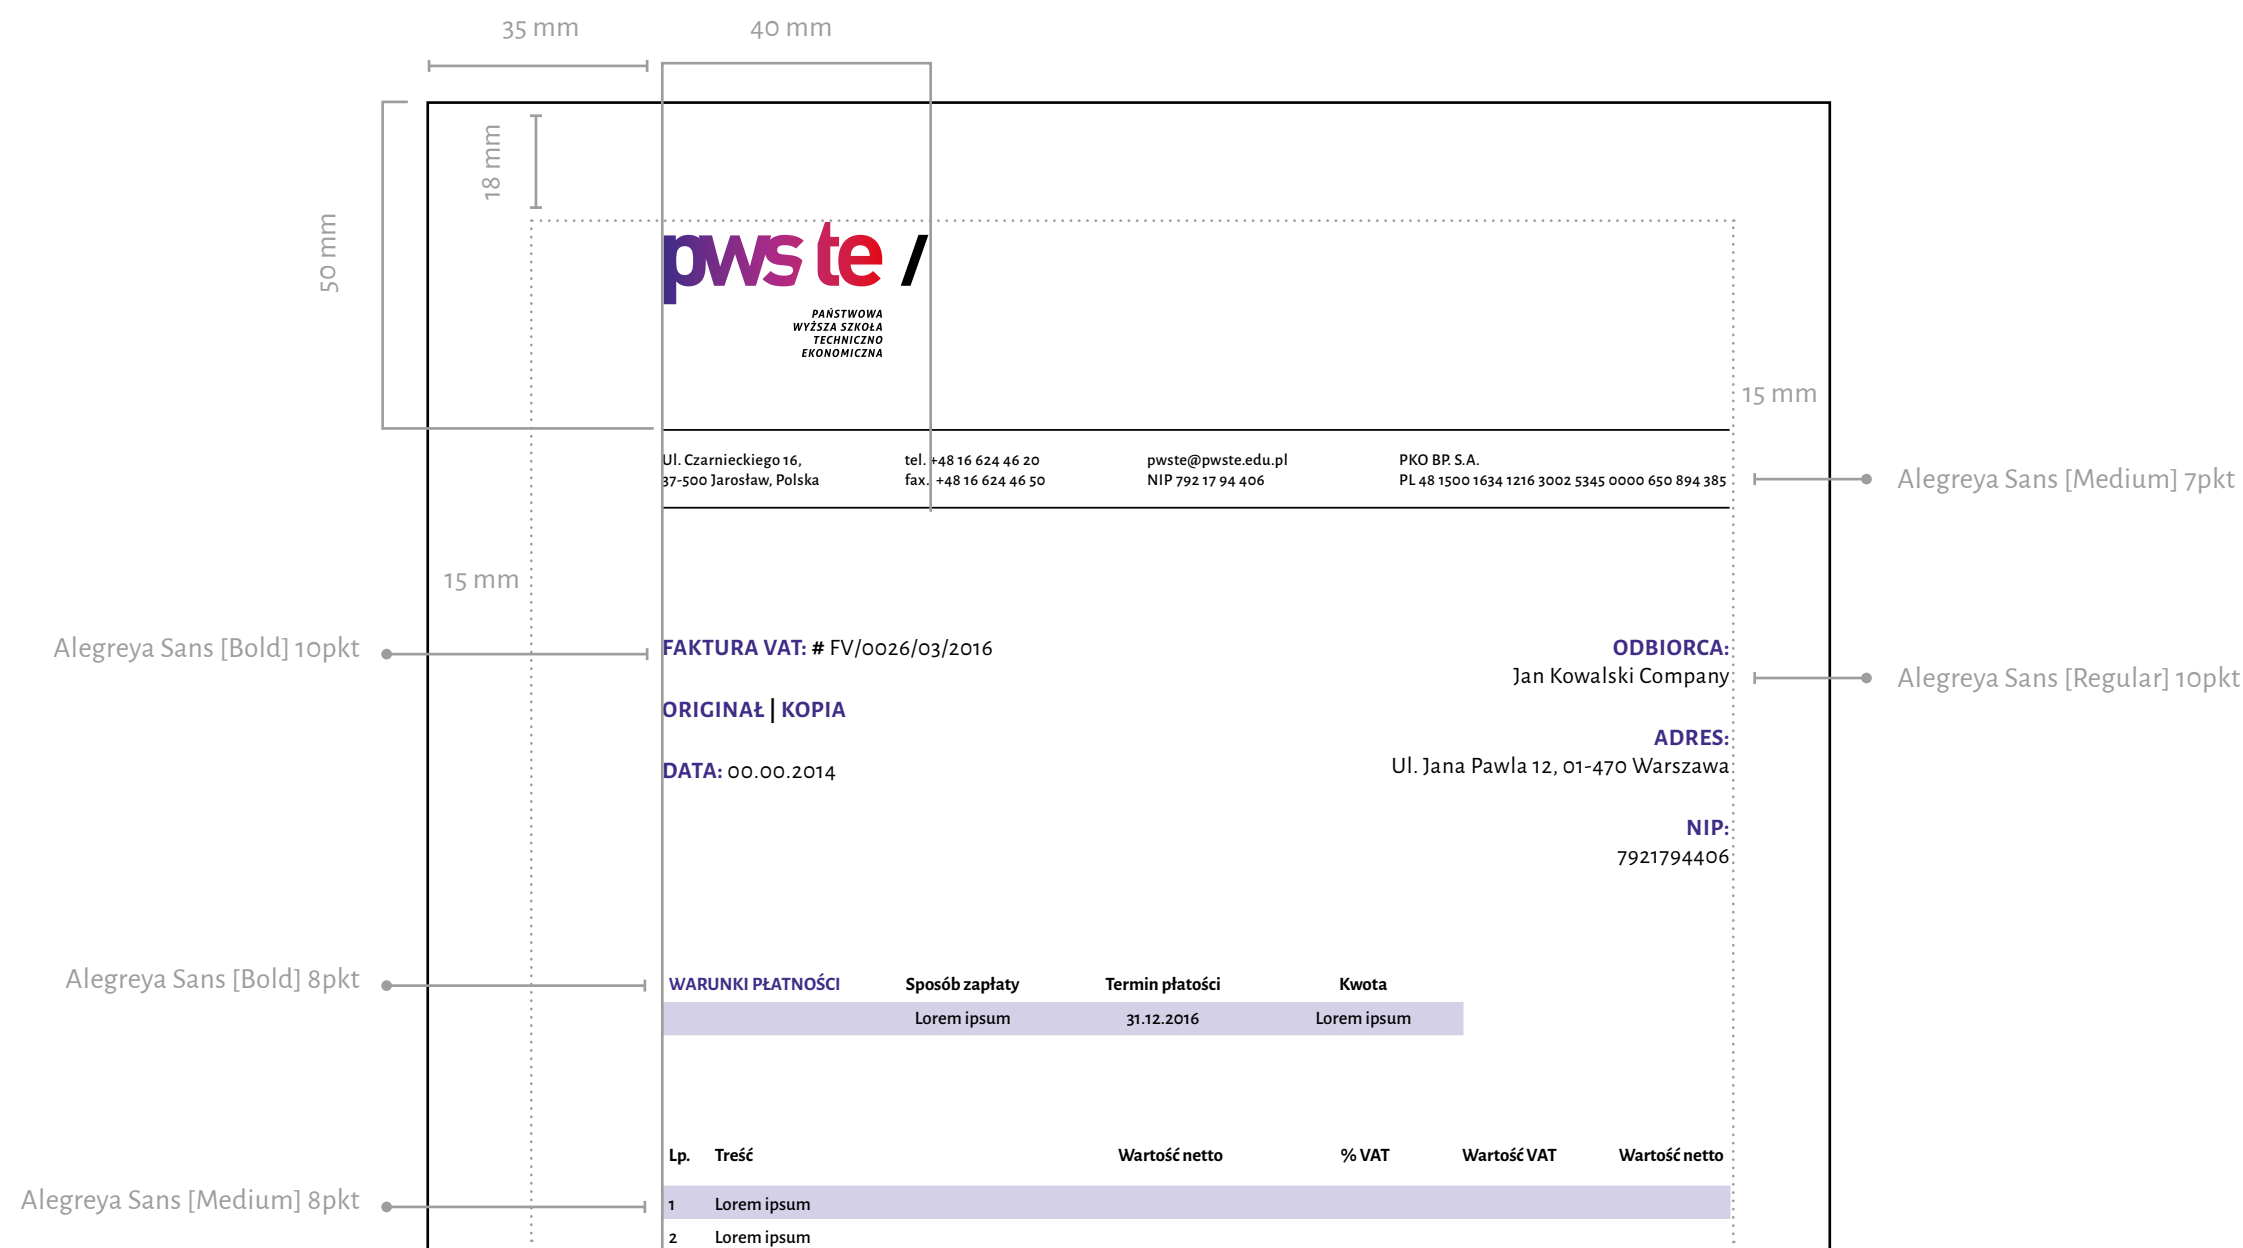 35 mm
40 mm
18 mm
50 mm
pwste /
PAŃSTWOWA
WYŻSZA SZKOŁA
TECHNICZNO
EKONOMICZNA
15 mm
Ul. Czarnieckiego 16,
37-500 Jarosław, Polska
tel. +48 16 624 46 20
fax. +48 16 624 46 50
pwste@pwste.edu.pl
NIP 792 17 94 406
PKO BP. S.A.
PL 48 1500 1634 1216 3002 5345 0000 650 894 385
Alegreya Sans [Medium] 7pkt
15 mm
Alegreya Sans [Bold] 10pkt
FAKTURA VAT: # FV/0026/03/2016
ORIGINAŁ | KOPIA
DATA: 00.00.2014
ODBIORCA:
Jan Kowalski Company
Alegreya Sans [Regular] 10pkt
ADRES:
Ul. Jana Pawla 12, 01-470 Warszawa
NIP:
7921794406
Alegreya Sans [Bold] 8pkt
WARUNKI PŁATNOŚCI Sposób zapłaty Termin płatości Kwota
Lorem ipsum 31.12.2016 Lorem ipsum
Lp. Treść Wartość netto % VAT Wartość VAT Wartość netto
Alegreya Sans [Medium] 8pkt
1 Lorem ipsum
2 Lorem ipsum